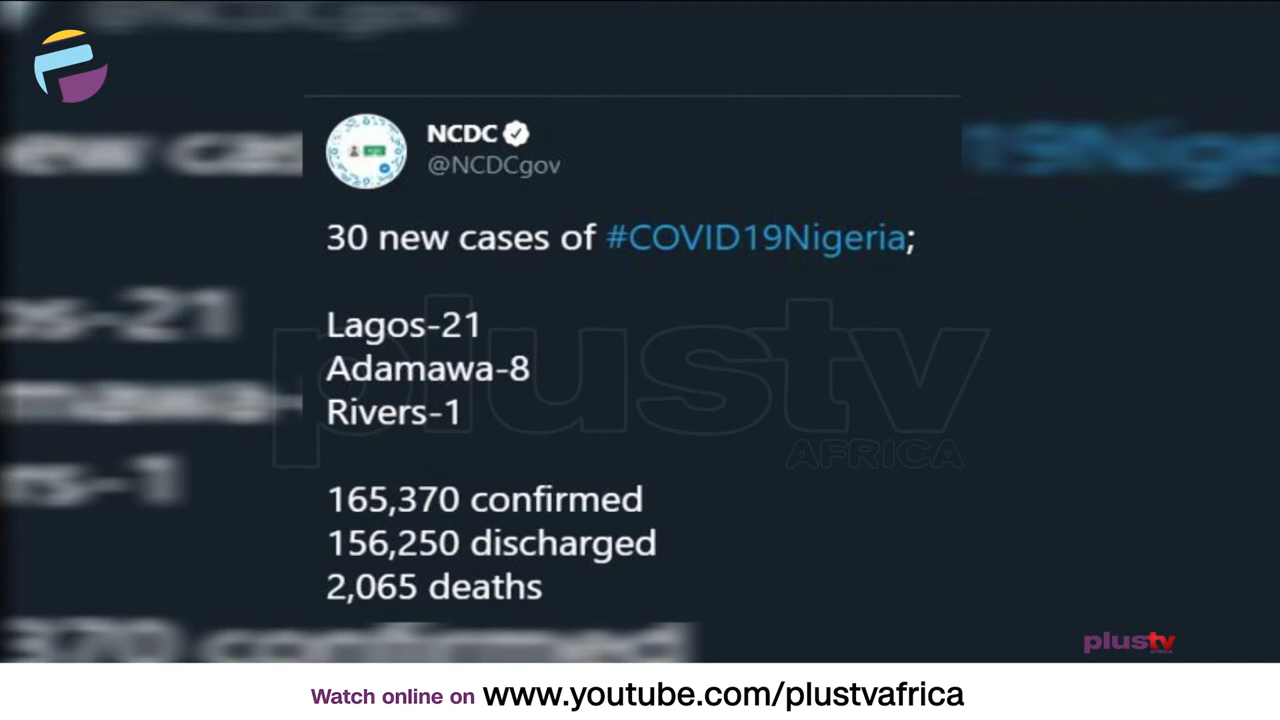 NCDC
@NCDCgov
30 new cases of #COVID19Nigeria;
Lagos-21
Adamawa-8
Rivers-1
165,370 confirmed
156,250 discharged
2,065 deaths
plustv
AFRICA
plustv
AFRICA
Watch online on www.youtube.com/plustvafrica